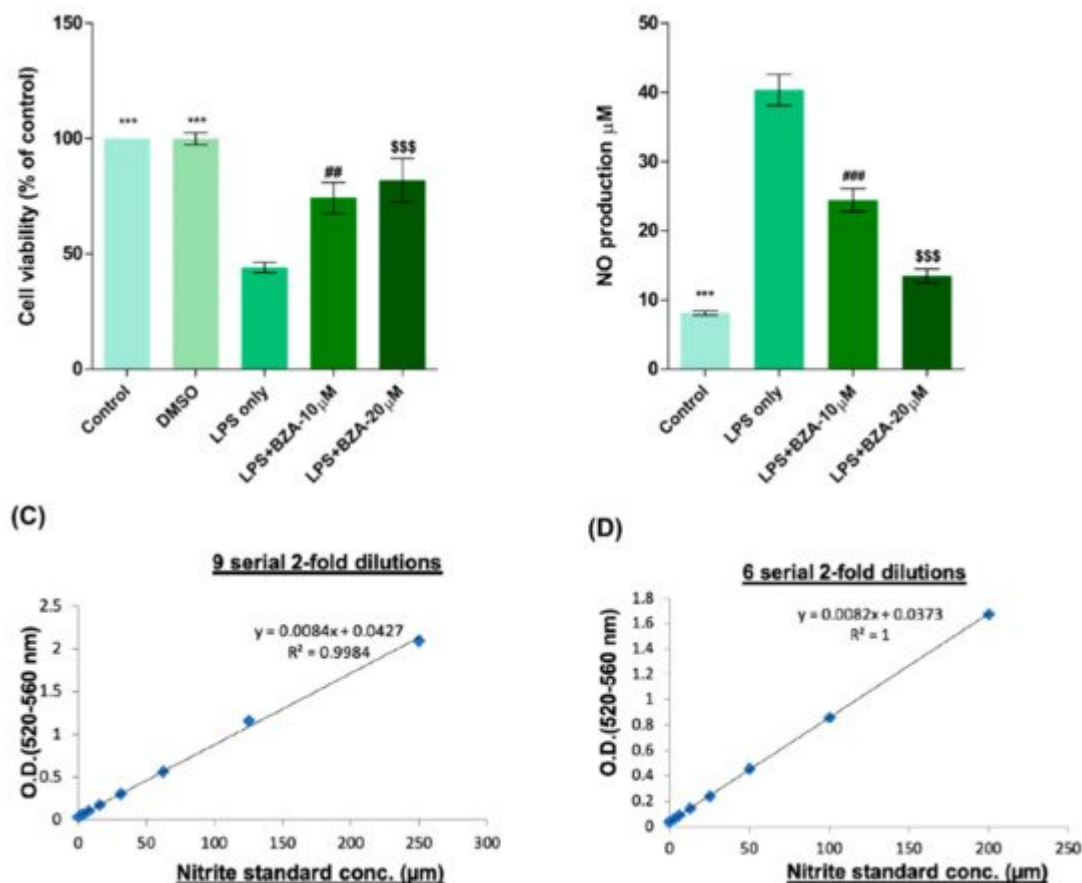 Cell viability (% of control)
150
100
50
0
***
***
##
$$$
Control
DMSO
LPS only
LPS+BZA-10μM
LPS+BZA-20μM
NO production μM
50
40
30
20
10
0
***
###
$$$
Control
LPS only
LPS+BZA-10μM
LPS+BZA-20μM
(C)
9 serial 2-fold dilutions
y = 0.0084x + 0.0427
R² = 0.9984
O.D.(520-560 nm)
2.5
2
1.5
1
0.5
0
0 50 100 150 200 250 300
Nitrite standard conc. (μm)
(D)
6 serial 2-fold dilutions
y = 0.0082x + 0.0373
R² = 1
O.D.(520-560 nm)
1.8
1.6
1.4
1.2
1
0.8
0.6
0.4
0.2
0
0 50 100 150 200 250
Nitrite standard conc. (μm)